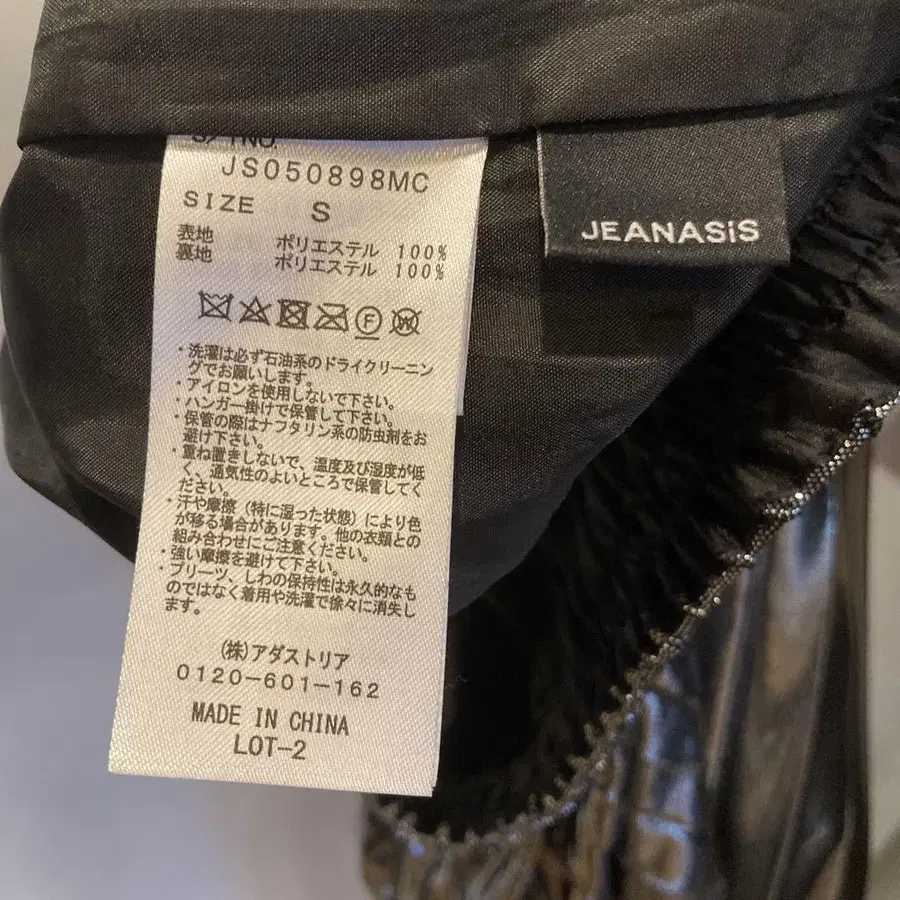 JS050898MC
SIZE S
表地 ポリエステル 100%
裏地 ポリエステル 100%
F W
・洗濯は必ず石油系のドライクリーニン
グでお願いします。
・アイロンを使用しないで下さい。
・ハンガー掛けで保管して下さい。
・保管の際はナフタリン系の防虫剤をお
避け下さい。
・重ね置きしないで、温度及び湿度が低
く、通気性のよいところで保管してく
ださい。
・汗や摩擦（特に湿った状態）により色
が移る場合があります。他の衣類との
組み合わせにご注意ください。
・強い摩擦を避けて下さい。
・プリーツ、しわの保持性は永久的なも
のではなく着用や洗濯で徐々に消失し
ます。
(株)アダストリア
0120-601-162
MADE IN CHINA
LOT-2
JEANASiS